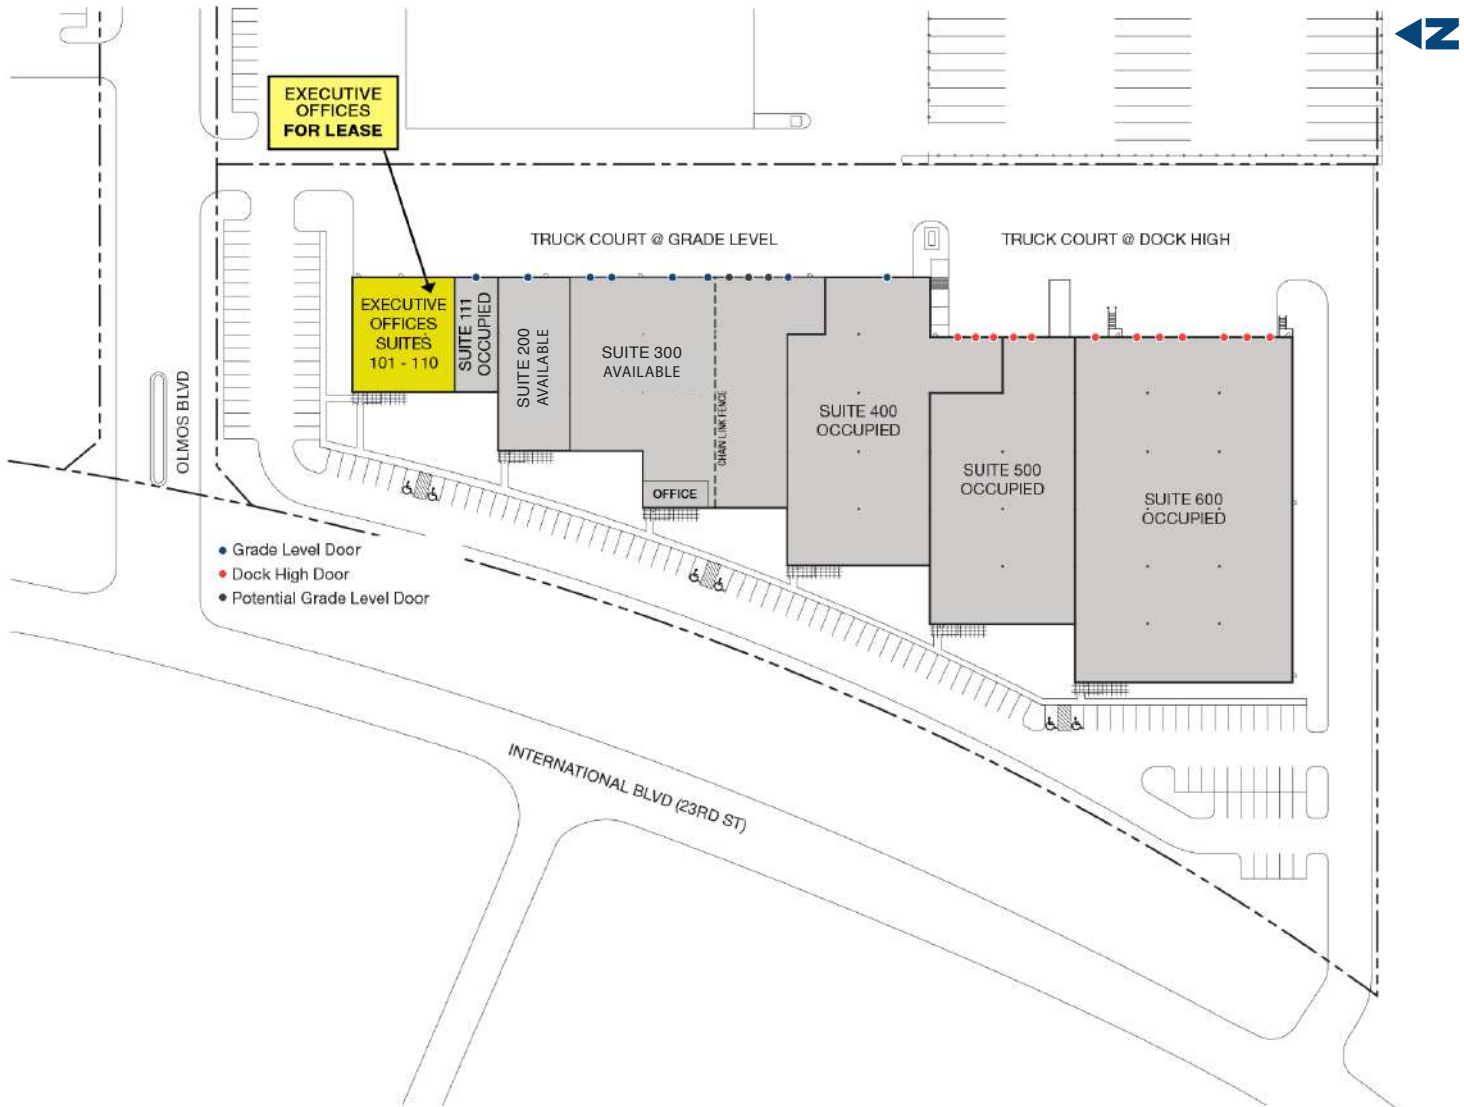 N
EXECUTIVE
OFFICES
FOR LEASE
TRUCK COURT @ GRADE LEVEL
TRUCK COURT @ DOCK HIGH
EXECUTIVE
OFFICES
SUITES
101 - 110
SUITE 111
OCCUPIED
SUITE 200
AVAILABLE
SUITE 300
AVAILABLE
CHAIN LINK FENCE
OFFICE
SUITE 400
OCCUPIED
SUITE 500
OCCUPIED
SUITE 600
OCCUPIED
OLMOS BLVD
Grade Level Door
Dock High Door
Potential Grade Level Door
INTERNATIONAL BLVD (23RD ST)